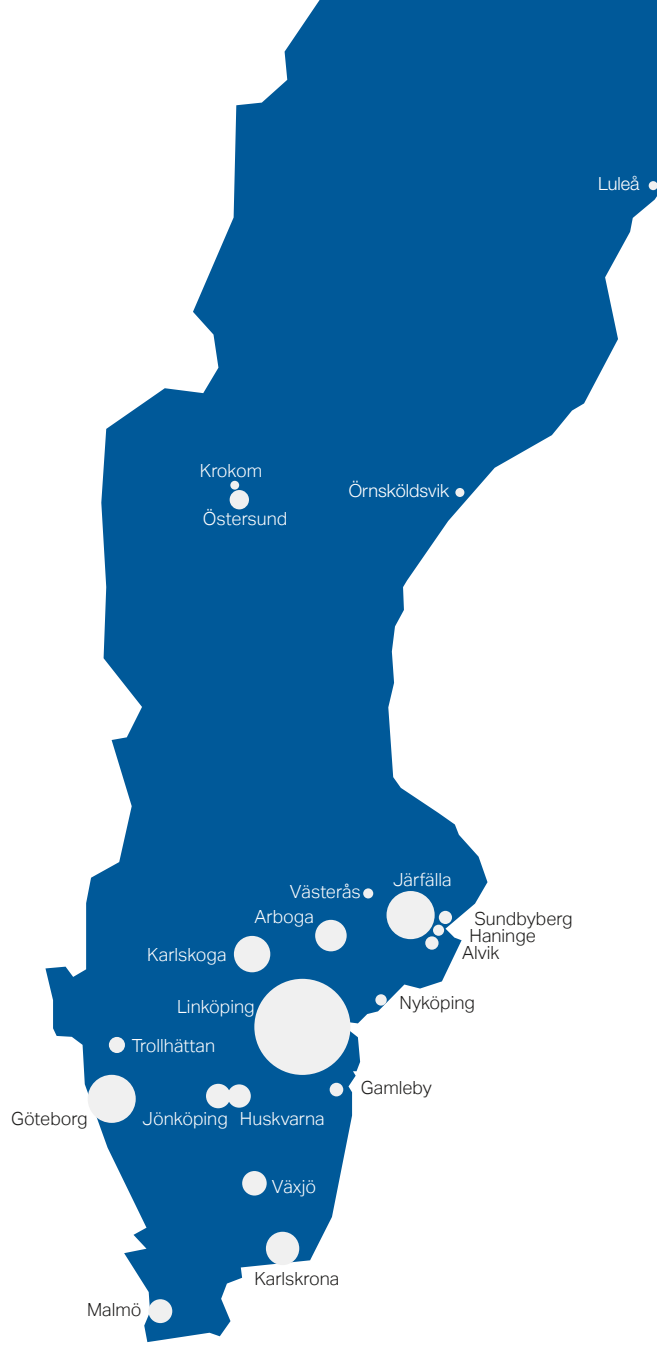 Luleå
Krokom
Örnsköldsvik
Östersund
Järfälla
Västerås
Arboga
Sundbyberg
Haninge
Karlskoga
Alvik
Linköping
Nyköping
Trollhättan
Gamleby
Göteborg
Jönköping
Huskvarna
Växjö
Karlskrona
Malmö